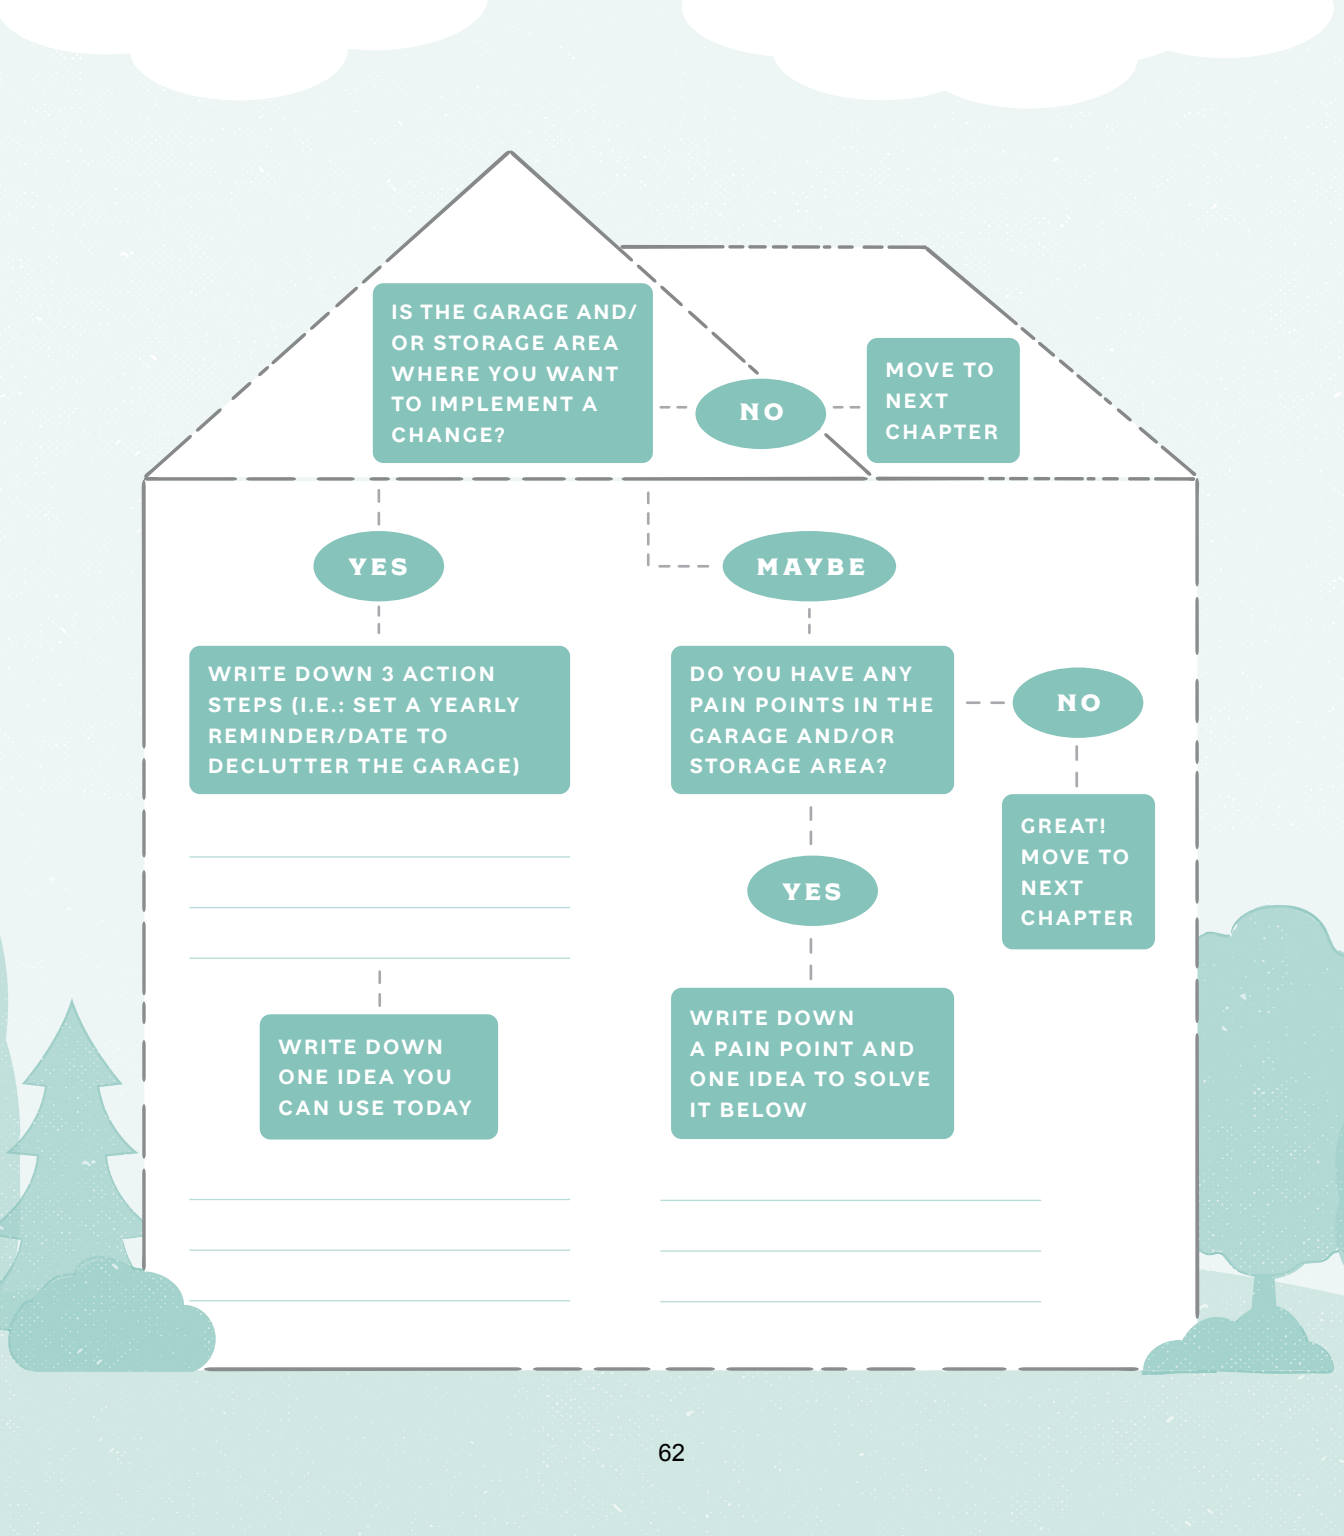 IS THE GARAGE AND/
OR STORAGE AREA
WHERE YOU WANT
TO IMPLEMENT A
CHANGE?
NO
MOVE TO
NEXT
CHAPTER
YES
WRITE DOWN 3 ACTION
STEPS (I.E.: SET A YEARLY
REMINDER/DATE TO
DECLUTTER THE GARAGE)
WRITE DOWN
ONE IDEA YOU
CAN USE TODAY
MAYBE
DO YOU HAVE ANY
PAIN POINTS IN THE
GARAGE AND/OR
STORAGE AREA?
NO
GREAT!
MOVE TO
NEXT
CHAPTER
YES
WRITE DOWN
A PAIN POINT AND
ONE IDEA TO SOLVE
IT BELOW
62